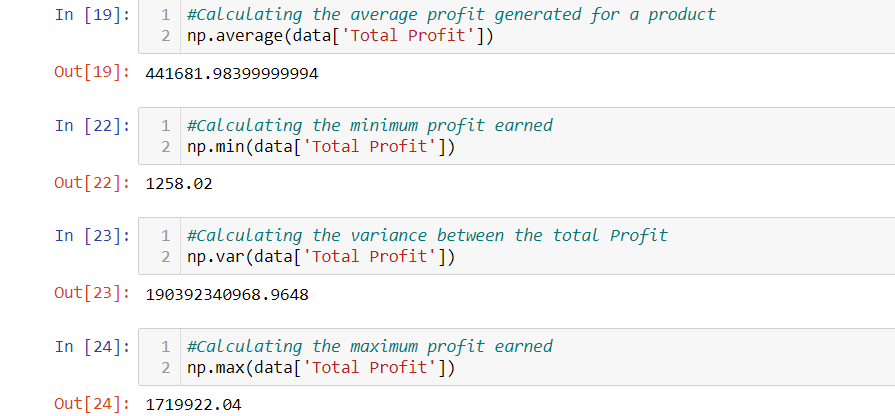 In [19]: 1 #Calculating the average profit generated for a product
2 np.average(data['Total Profit'])
Out[19]: 441681.98399999994
In [22]: 1 #Calculating the minimum profit earned
2 np.min(data['Total Profit'])
Out[22]: 1258.02
In [23]: 1 #Calculating the variance between the total Profit
2 np.var(data['Total Profit'])
Out[23]: 190392340968.9648
In [24]: 1 #Calculating the maximum profit earned
2 np.max(data['Total Profit'])
Out[24]: 1719922.04